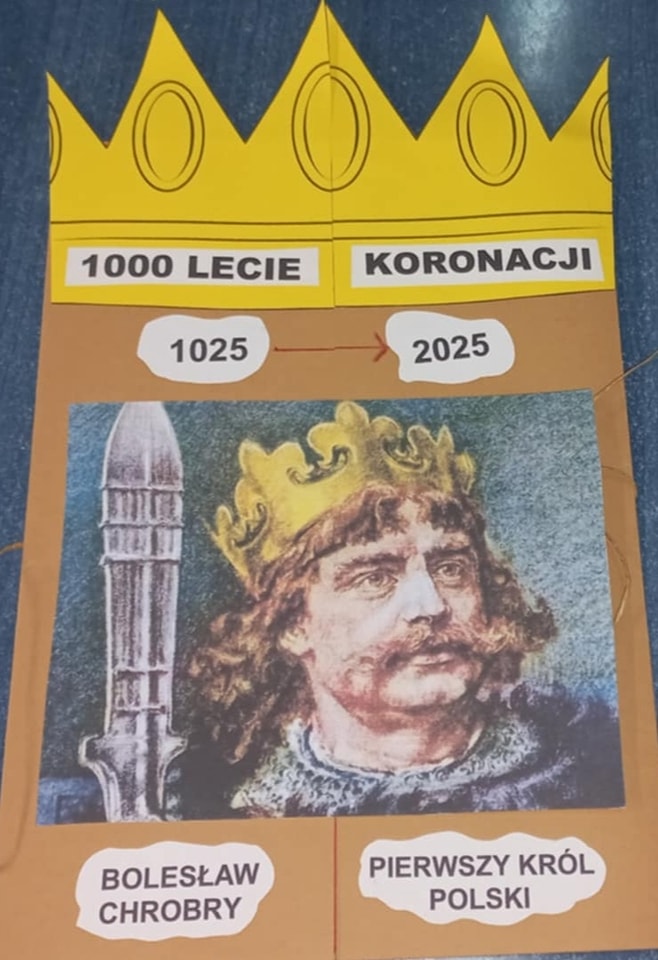 1000 LECIE KORONACJI
1025 → 2025
BOLESŁAW
CHROBRY
PIERWSZY KRÓL
POLSKI